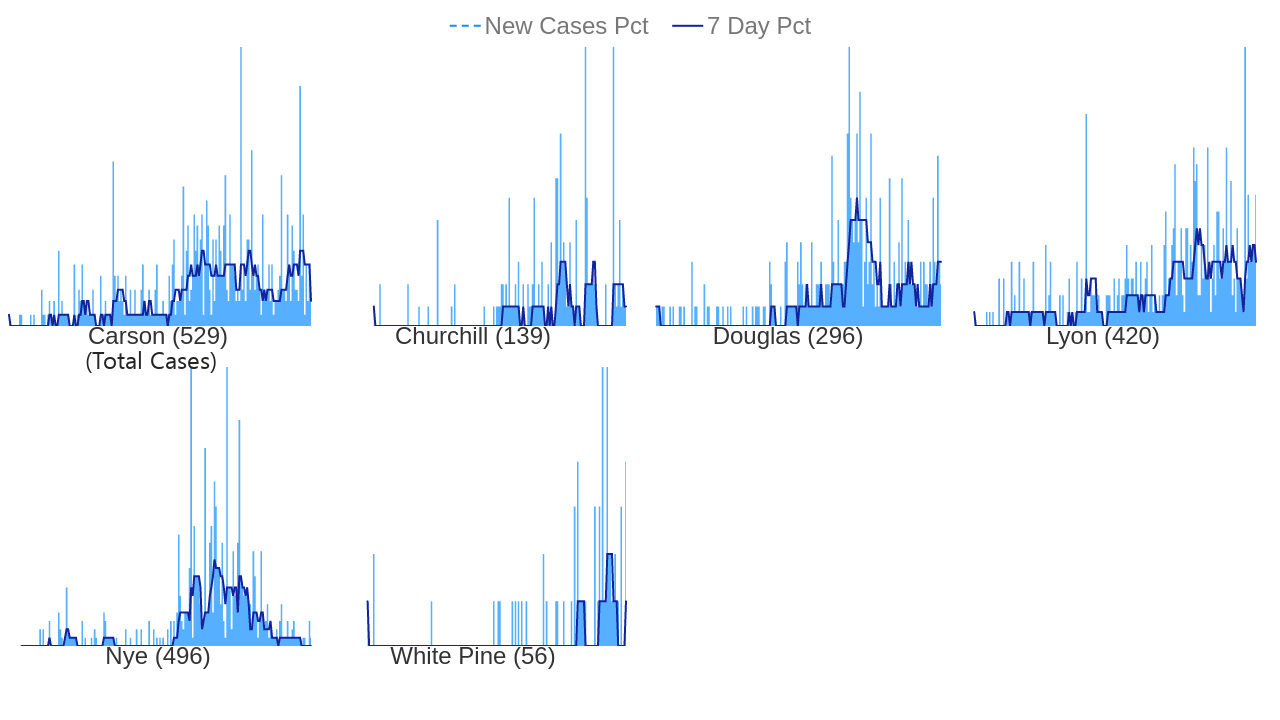 New Cases Pct 7 Day Pct
Carson (529) Churchill (139) Douglas (296) Lyon (420)
(Total Cases)
Nye (496) White Pine (56)